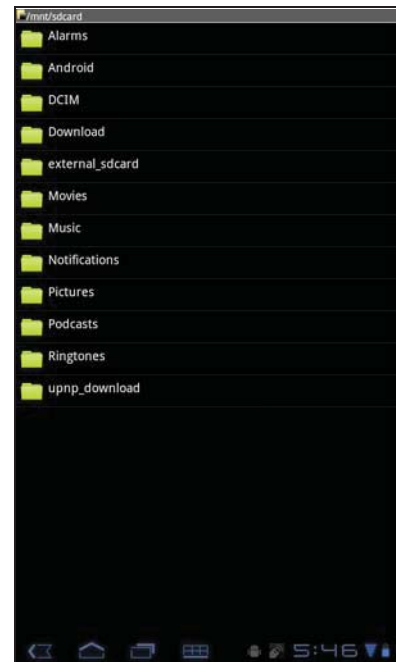 /mnt/sdcard
Alarms
Android
DCIM
Download
external_sdcard
Movies
Music
Notifications
Pictures
Podcasts
Ringtones
upnp_download
5:46